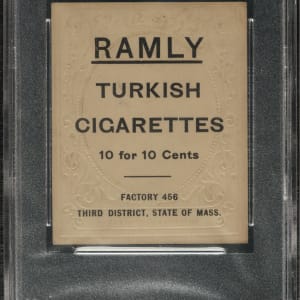 RAMLY
TURKISH
CIGARETTES
10 for 10 Cents
FACTORY 456
THIRD DISTRICT, STATE OF MASS.